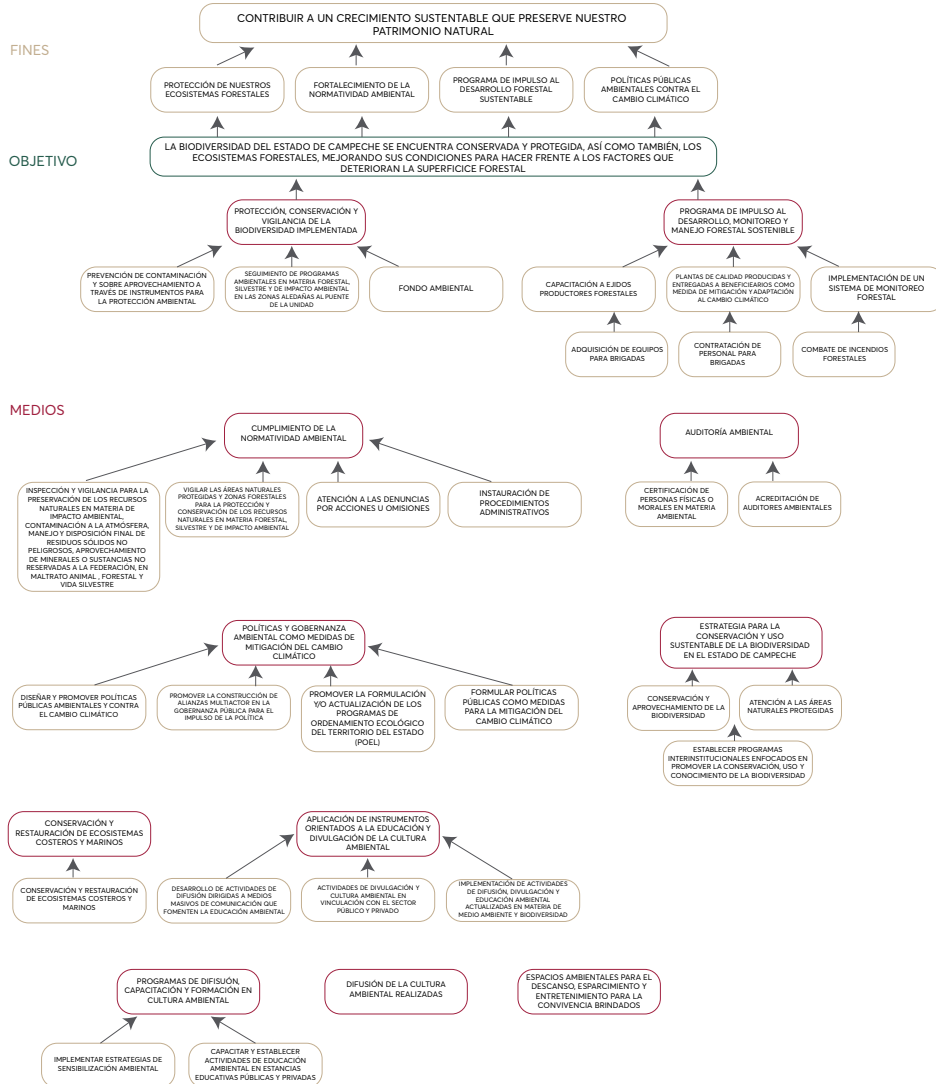 CONTRIBUIR A UN CRECIMIENTO SUSTENTABLE QUE PRESERVE NUESTRO
PATRIMONIO NATURAL
FINES
PROTECCIÓN DE NUESTROS
ECOSISTEMAS FORESTALES
FORTALECIMIENTO DE LA
NORMATIVIDAD AMBIENTAL
PROGRAMA DE IMPULSO AL
DESARROLLO FORESTAL
SUSTENTABLE
POLÍTICAS PÚBLICAS
AMBIENTALES CONTRA EL
CAMBIO CLIMÁTICO
OBJETIVO
LA BIODIVERSIDAD DEL ESTADO DE CAMPECHE SE ENCUENTRA CONSERVADA Y PROTEGIDA, ASÍ COMO TAMBIÉN, LOS
ECOSISTEMAS FORESTALES, MEJORANDO SUS CONDICIONES PARA HACER FRENTE A LOS FACTORES QUE
DETERIORAN LA SUPERFICICE FORESTAL
PROTECCIÓN, CONSERVACIÓN Y
VIGILANCIA DE LA
BIODIVERSIDAD IMPLEMENTADA
PROGRAMA DE IMPULSO AL
DESARROLLO, MONITOREO Y
MANEJO FORESTAL SOSTENIBLE
PREVENCIÓN DE CONTAMINACIÓN
Y SOBRE APROVECHAMIENTO A
TRAVÉS DE INSTRUMENTOS PARA
LA PROTECCIÓN AMBIENTAL
SEGUIMIENTO DE PROGRAMAS
AMBIENTALES EN MATERIA FORESTAL,
SILVESTRE Y DE IMPACTO AMBIENTAL
EN LAS ZONAS ALEDAÑAS AL PUENTE
DE LA UNIDAD
FONDO AMBIENTAL
CAPACITACIÓN A EJIDOS
PRODUCTORES FORESTALES
PLANTAS DE CALIDAD PRODUCIDAS Y
ENTREGADAS A BENEFICIEARIOS COMO
MEDIDA DE MITIGACIÓN Y ADAPTACIÓN
AL CAMBIO CLIMÁTICO
IMPLEMENTACIÓN DE UN
SISTEMA DE MONITOREO
FORESTAL
ADQUISICIÓN DE EQUIPOS
PARA BRIGADAS
CONTRATACIÓN DE
PERSONAL PARA
BRIGADAS
COMBATE DE INCENDIOS
FORESTALES
MEDIOS
CUMPLIMIENTO DE LA
NORMATIVIDAD AMBIENTAL
AUDITORÍA AMBIENTAL
INSPECCIÓN Y VIGILANCIA PARA LA
PRESERVACIÓN DE LOS RECURSOS
NATURALES EN MATERIA DE
IMPACTO AMBIENTAL,
CONTAMINACIÓN A LA ATMÓSFERA,
MANEJO Y DISPOSICIÓN FINAL DE
RESIDUOS SÓLIDOS NO
PELIGROSOS, APROVECHAMIENTO
DE MINERALES O SUSTANCIAS NO
RESERVADAS A LA FEDERACIÓN, EN
MALTRATO ANIMAL , FORESTAL Y
VIDA SILVESTRE
VIGILAR LAS ÁREAS NATURALES
PROTEGIDAS Y ZONAS FORESTALES
PARA LA PROTECCIÓN Y
CONSERVACIÓN DE LOS RECURSOS
NATURALES EN MATERIA FORESTAL,
SILVESTRE Y DE IMPACTO AMBIENTAL
ATENCIÓN A LAS DENUNCIAS
POR ACCIONES U OMISIONES
INSTAURACIÓN DE
PROCEDIMIENTOS
ADMINISTRATIVOS
CERTIFICACIÓN DE
PERSONAS FÍSICAS O
MORALES EN MATERIA
AMBIENTAL
ACREDITACIÓN DE
AUDITORES AMBIENTALES
POLÍTICAS Y GOBERNANZA
AMBIENTAL COMO MEDIDAS DE
MITIGACIÓN DEL CAMBIO
CLIMÁTICO
ESTRATEGIA PARA LA
CONSERVACIÓN Y USO
SUSTENTABLE DE LA BIODIVERSIDAD
EN EL ESTADO DE CAMPECHE
DISEÑAR Y PROMOVER POLÍTICAS
PÚBLICAS AMBIENTALES Y CONTRA
EL CAMBIO CLIMÁTICO
PROMOVER LA CONSTRUCCIÓN DE
ALIANZAS MULTIACTOR EN LA
GOBERNANZA PÚBLICA PARA EL
IMPULSO DE LA POLÍTICA
PROMOVER LA FORMULACIÓN
Y/O ACTUALIZACIÓN DE LOS
PROGRAMAS DE
ORDENAMIENTO ECOLÓGICO
DEL TERRITORIO DEL ESTADO
(POEL)
FORMULAR POLÍTICAS
PÚBLICAS COMO MEDIDAS
PARA LA MITIGACIÓN DEL
CAMBIO CLIMÁTICO
CONSERVACIÓN Y
APROVECHAMIENTO DE LA
BIODIVERSIDAD
ATENCIÓN A LAS ÁREAS
NATURALES PROTEGIDAS
ESTABLECER PROGRAMAS
INTERINSTITUCIONALES ENFOCADOS EN
PROMOVER LA CONSERVACIÓN, USO Y
CONOCIMIENTO DE LA BIODIVERSIDAD
CONSERVACIÓN Y
RESTAURACIÓN DE ECOSISTEMAS
COSTEROS Y MARINOS
APLICACIÓN DE INSTRUMENTOS
ORIENTADOS A LA EDUCACIÓN Y
DIVULGACIÓN DE LA CULTURA
AMBIENTAL
CONSERVACIÓN Y RESTAURACIÓN
DE ECOSISTEMAS COSTEROS Y
MARINOS
DESARROLLO DE ACTIVIDADES DE
DIFUSIÓN DIRIGIDAS A MEDIOS
MASIVOS DE COMUNICACIÓN QUE
FOMENTEN LA EDUCACIÓN AMBIENTAL
ACTIVIDADES DE DIVULGACIÓN Y
CULTURA AMBIENTAL EN
VINCULACIÓN CON EL SECTOR
PÚBLICO Y PRIVADO
IMPLEMENTACIÓN DE ACTIVIDADES
DE DIFUSIÓN, DIVULGACIÓN Y
EDUCACIÓN AMBIENTAL
ACTUALIZADAS EN MATERIA DE
MEDIO AMBIENTE Y BIODIVERSIDAD
PROGRAMAS DE DIFISUÓN,
CAPACITACIÓN Y FORMACIÓN EN
CULTURA AMBIENTAL
DIFUSIÓN DE LA CULTURA
AMBIENTAL REALIZADAS
ESPACIOS AMBIENTALES PARA EL
DESCANSO, ESPARCIMIENTO Y
ENTRETENIMIENTO PARA LA
CONVIVENCIA BRINDADOS
IMPLEMENTAR ESTRATEGIAS DE
SENSIBILIZACIÓN AMBIENTAL
CAPACITAR Y ESTABLECER
ACTIVIDADES DE EDUCACIÓN
AMBIENTAL EN ESTANCIAS
EDUCATIVAS PÚBLICAS Y PRIVADAS